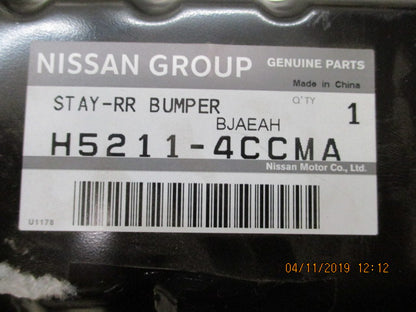 NISSAN GROUP GENUINE PARTS
Made in China
STAY-RR BUMPER Q'TY 1
BJAEAH
H5211-4CCMA
Nissan Motor Co., Ltd.
U1178
04/11/2019 12:12